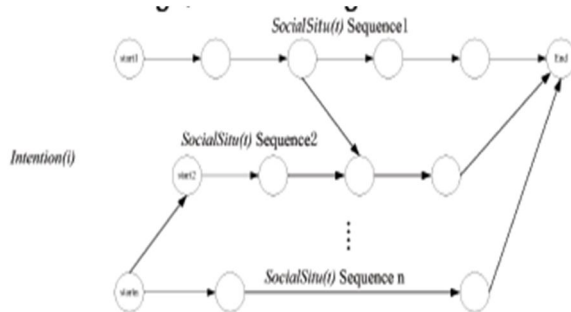 SocialSitu(t) Sequence1
start1
End
SocialSitu(t) Sequence2
Intention(i)
start2
SocialSitu(t) Sequence n
startn